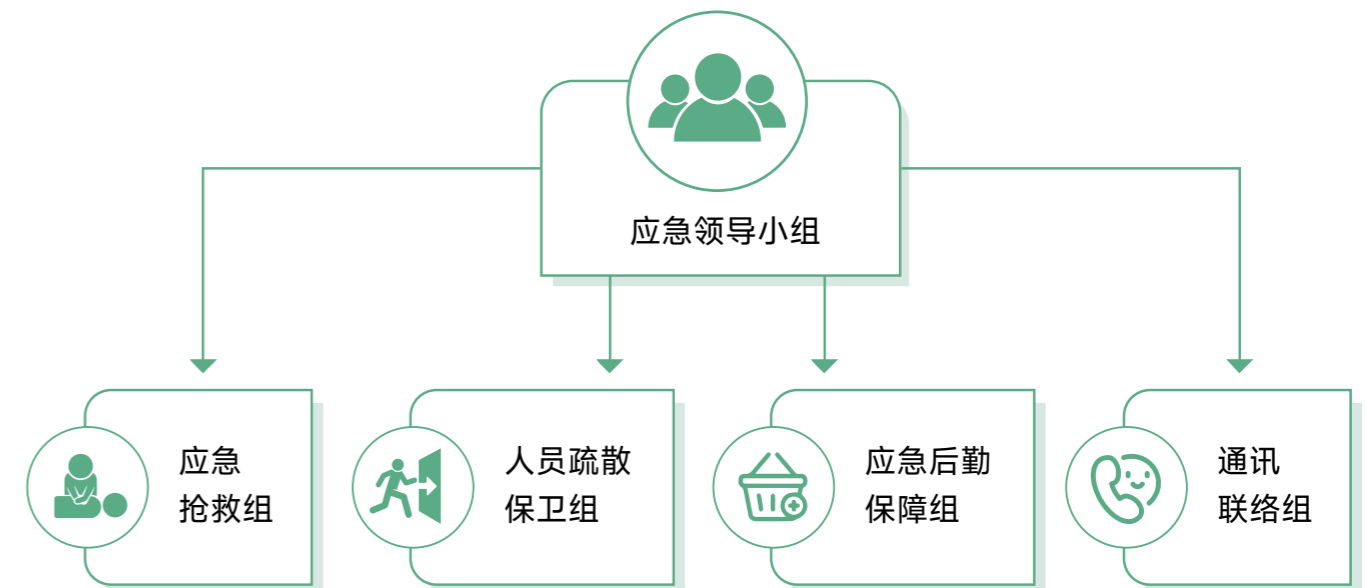 应急领导小组
应急
抢救组
人员疏散
保卫组
应急后勤
保障组
通讯
联络组